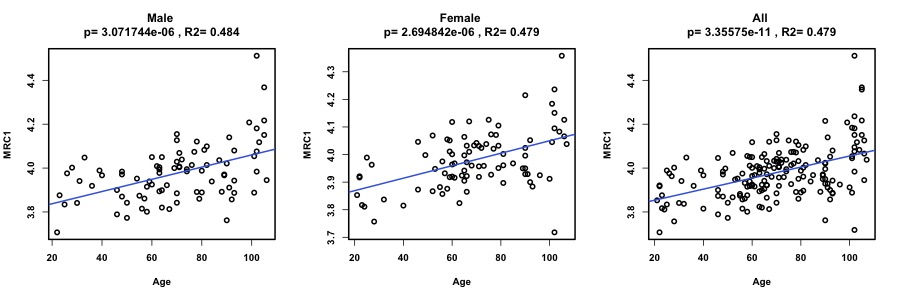 Male
p= 3.071744e-06 , R2= 0.484
MRC1
4.4
4.2
4.0
3.8
20 40 60 80 100
Age
Female
p= 2.694842e-06 , R2= 0.479
MRC1
4.3
4.2
4.1
4.0
3.9
3.8
3.7
20 40 60 80 100
Age
All
p= 3.35575e-11 , R2= 0.479
MRC1
4.4
4.2
4.0
3.8
20 40 60 80 100
Age